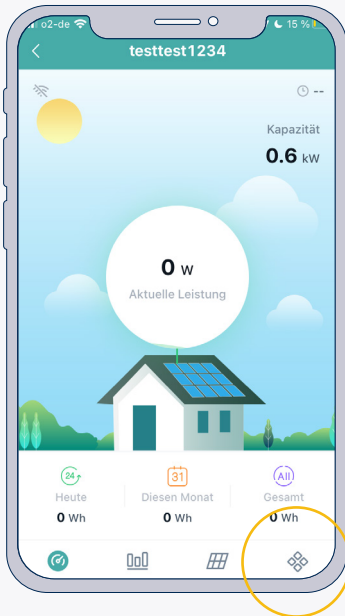 o2-de 15 %
testtest1234
--
Kapazität
0.6 kW
0 W
Aktuelle Leistung
24 31 All
Heute Diesen Monat Gesamt
0 Wh 0 Wh 0 Wh